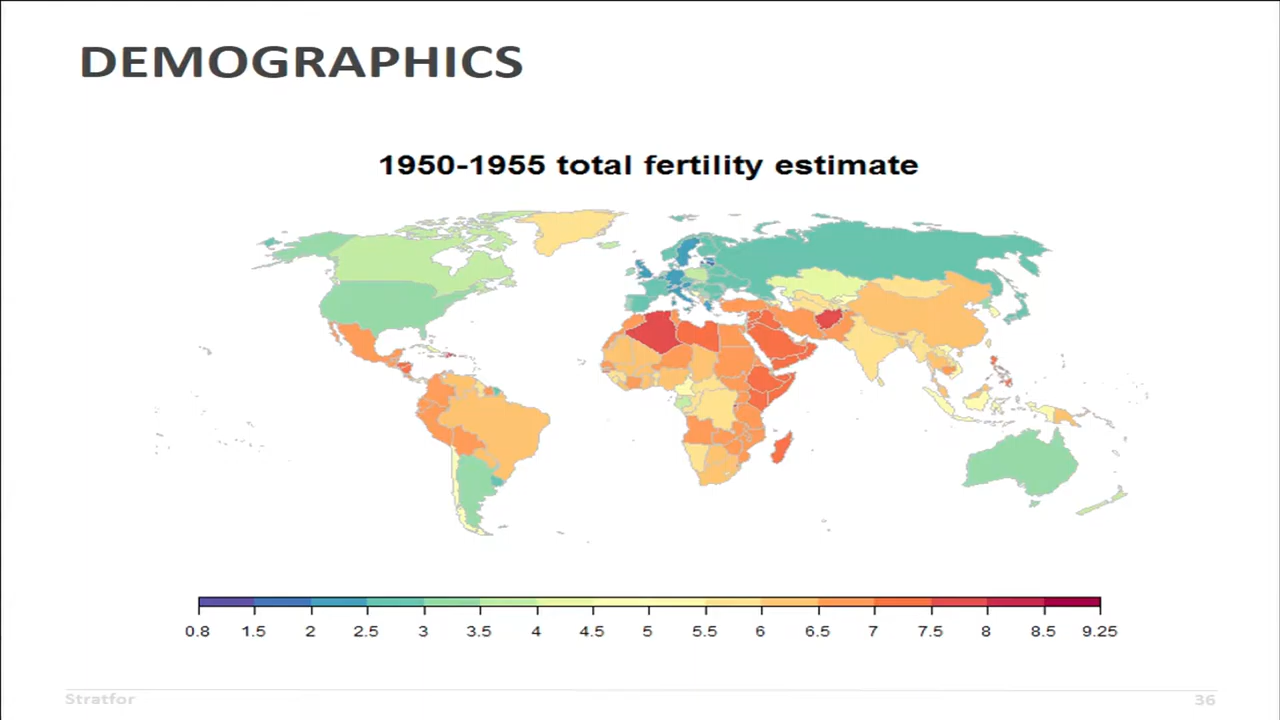 DEMOGRAPHICS
1950-1955 total fertility estimate
0.8 1.5 2 2.5 3 3.5 4 4.5 5 5.5 6 6.5 7 7.5 8 8.5 9.25
Stratfor 36